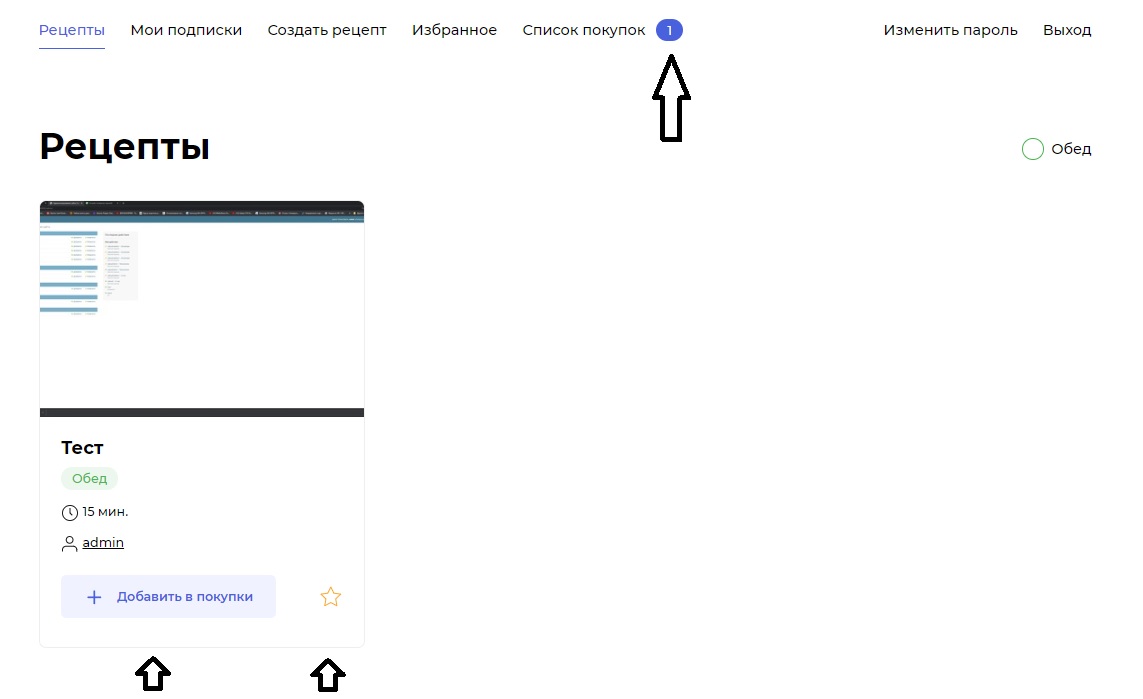 Рецепты Мои подписки Создать рецепт Избранное Список покупок 1 Изменить пароль Выход
Рецепты
Обед
Тест
Обед
15 мин.
admin
Добавить в покупки